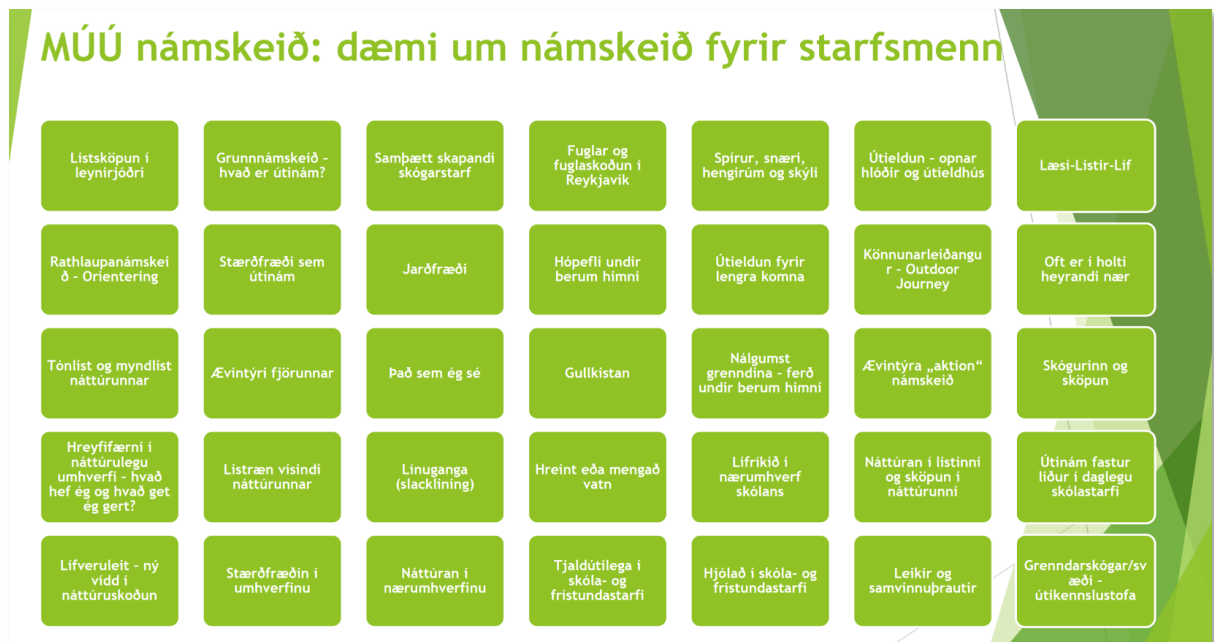 MÚÚ námskeið: dæmi um námskeið fyrir starfsmenn
Listsköpun í
leynirjóðri
Grunnnámskeið –
hvað er útinám?
Samþætt skapandi
skógarstarf
Fuglar og
fuglaskoðun í
Reykjavík
Spírur, snæri,
hengirúm og skýli
Útieldun – opnar
hlóðir og útieldhús
Læsi-Listir-Líf
Rathlaupanámskei
ð – Orientering
Stærðfræði sem
útinám
Jarðfræði
Hópefli undir
berum himni
Útieldun fyrir
lengra komna
Könnunarleiðangu
r – Outdoor
Journey
Oft er í holti
heyrandi nær
Tónlist og myndlist
náttúrunnar
Ævintýri fjörunnar
Það sem ég sé
Gullkistan
Nálgumst
grenndina – ferð
undir berum himni
Ævintýra „aktion“
námskeið
Skógurinn og
sköpun
Hreyfifærni í
náttúrulegu
umhverfi – hvað
hef ég og hvað get
ég gert?
Listræn vísindi
náttúrunnar
Línuganga
(slacklining)
Hreint eða mengað
vatn
Lífríkið í
nærumhverf
skólans
Náttúran í listinni
og sköpun í
náttúrunni
Útinám fastur
liður í daglegu
skólastarfi
Lífveruleit – ný
vídd í
náttúruskoðun
Stærðfræðin í
umhverfinu
Náttúran í
nærumhverfinu
Tjaldútilega í
skóla- og
frístundastarfi
Hjólað í skóla- og
frístundastarfi
Leikir og
samvinnuþrautir
Grenndarskógar/sv
æði –
útikennslustofa